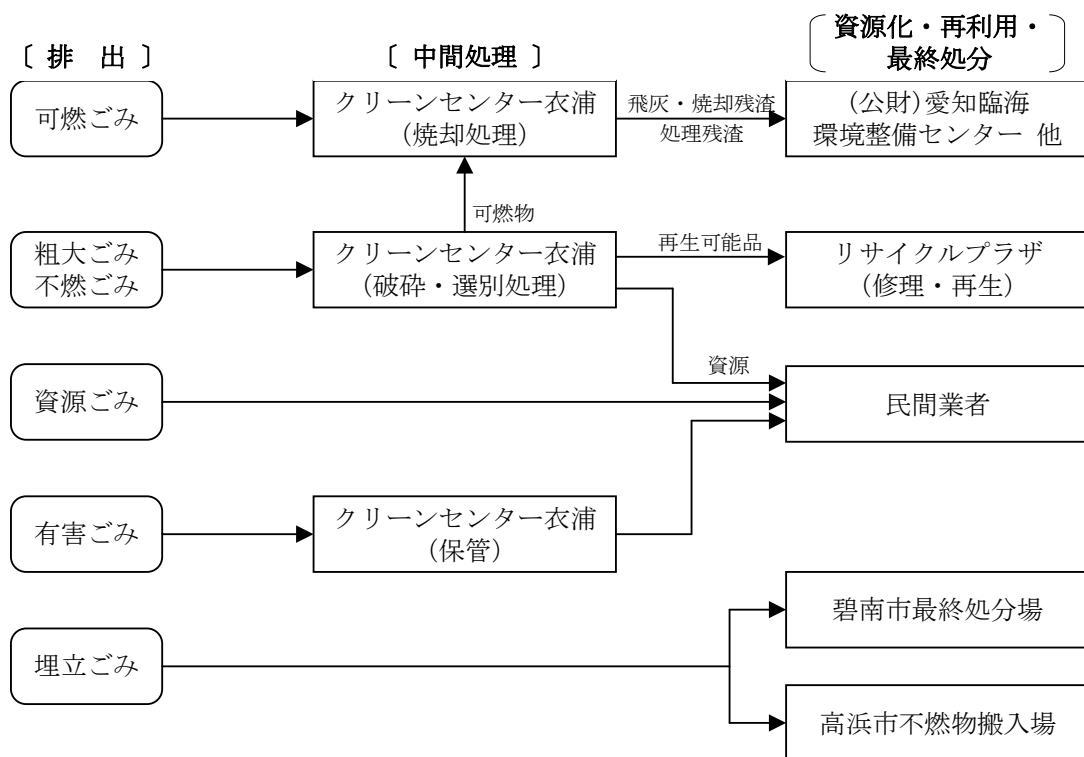 〔 排　出 〕
〔 中間処理 〕
資源化・再利用・
最終処分
可燃ごみ
クリーンセンター衣浦
(焼却処理)
飛灰・焼却残渣
処理残渣
(公財)愛知臨海
環境整備センター 他
可燃物
粗大ごみ
不燃ごみ
クリーンセンター衣浦
(破砕・選別処理)
再生可能品
リサイクルプラザ
(修理・再生)
資源
資源ごみ
民間業者
有害ごみ
クリーンセンター衣浦
(保管)
埋立ごみ
碧南市最終処分場
高浜市不燃物搬入場